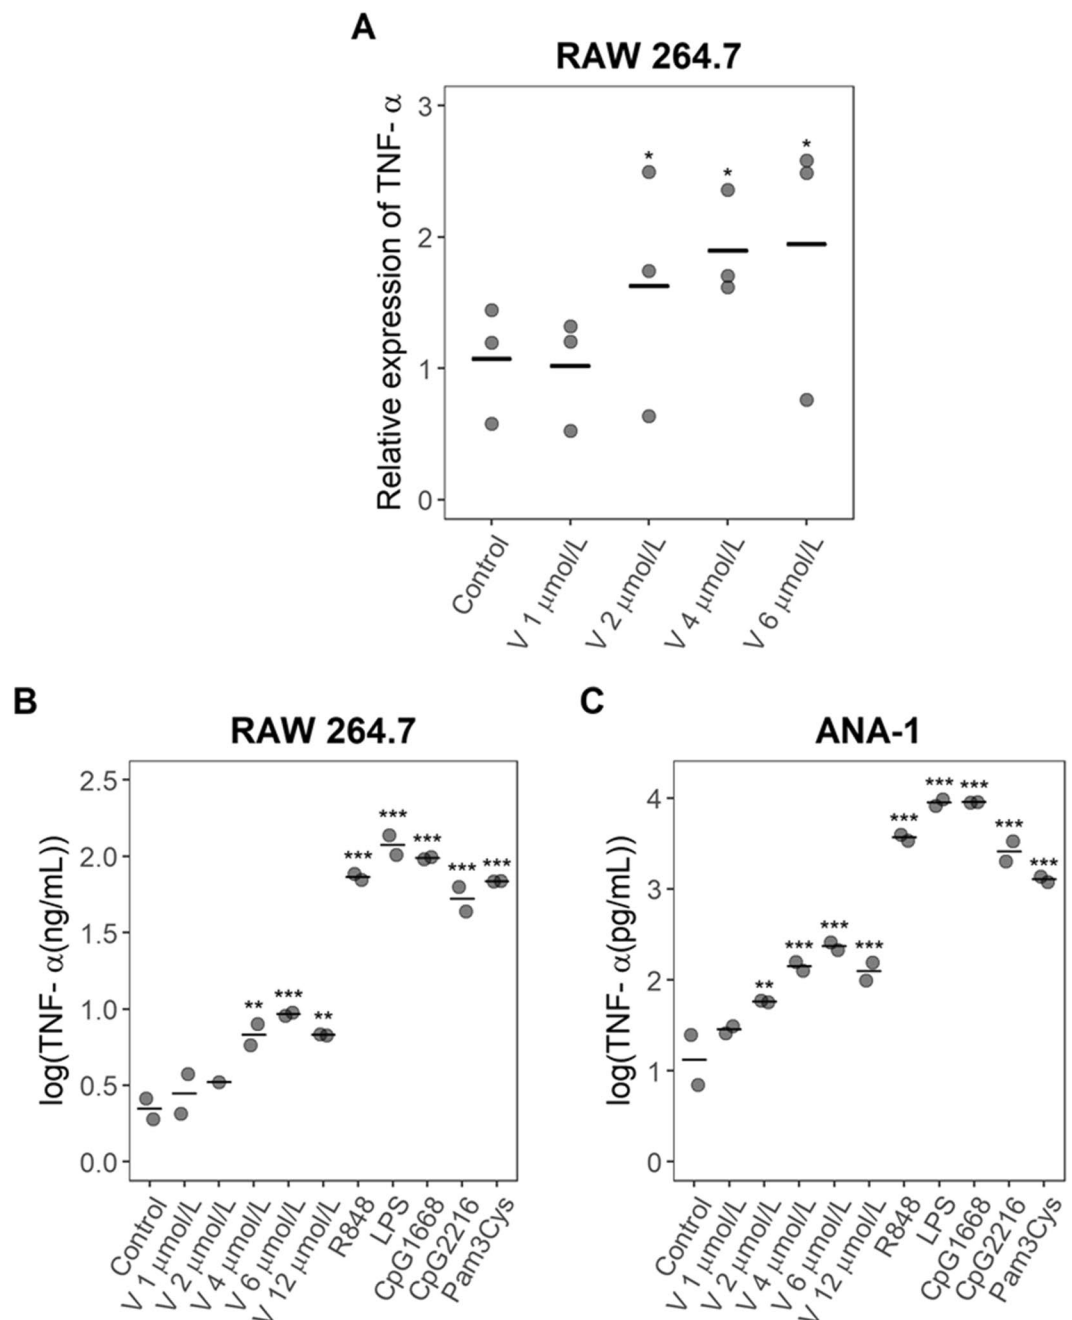 A
RAW 264.7
Relative expression of TNF- α
3
2
1
0
*
*
*
Control
V 1 μmol/L
V 2 μmol/L
V 4 μmol/L
V 6 μmol/L
B
RAW 264.7
log(TNF- α(ng/mL))
2.5
2.0
1.5
1.0
0.5
0.0
**
***
**
***
***
***
***
***
Control
V 1 μmol/L
V 2 μmol/L
V 4 μmol/L
V 6 μmol/L
V 12 μmol/L
R848
LPS
CpG1668
CpG2216
Pam3Cys
C
ANA-1
log(TNF- α(pg/mL))
4
3
2
1
0
**
***
***
***
***
***
***
***
***
Control
V 1 μmol/L
V 2 μmol/L
V 4 μmol/L
V 6 μmol/L
V 12 μmol/L
R848
LPS
CpG1668
CpG2216
Pam3Cys